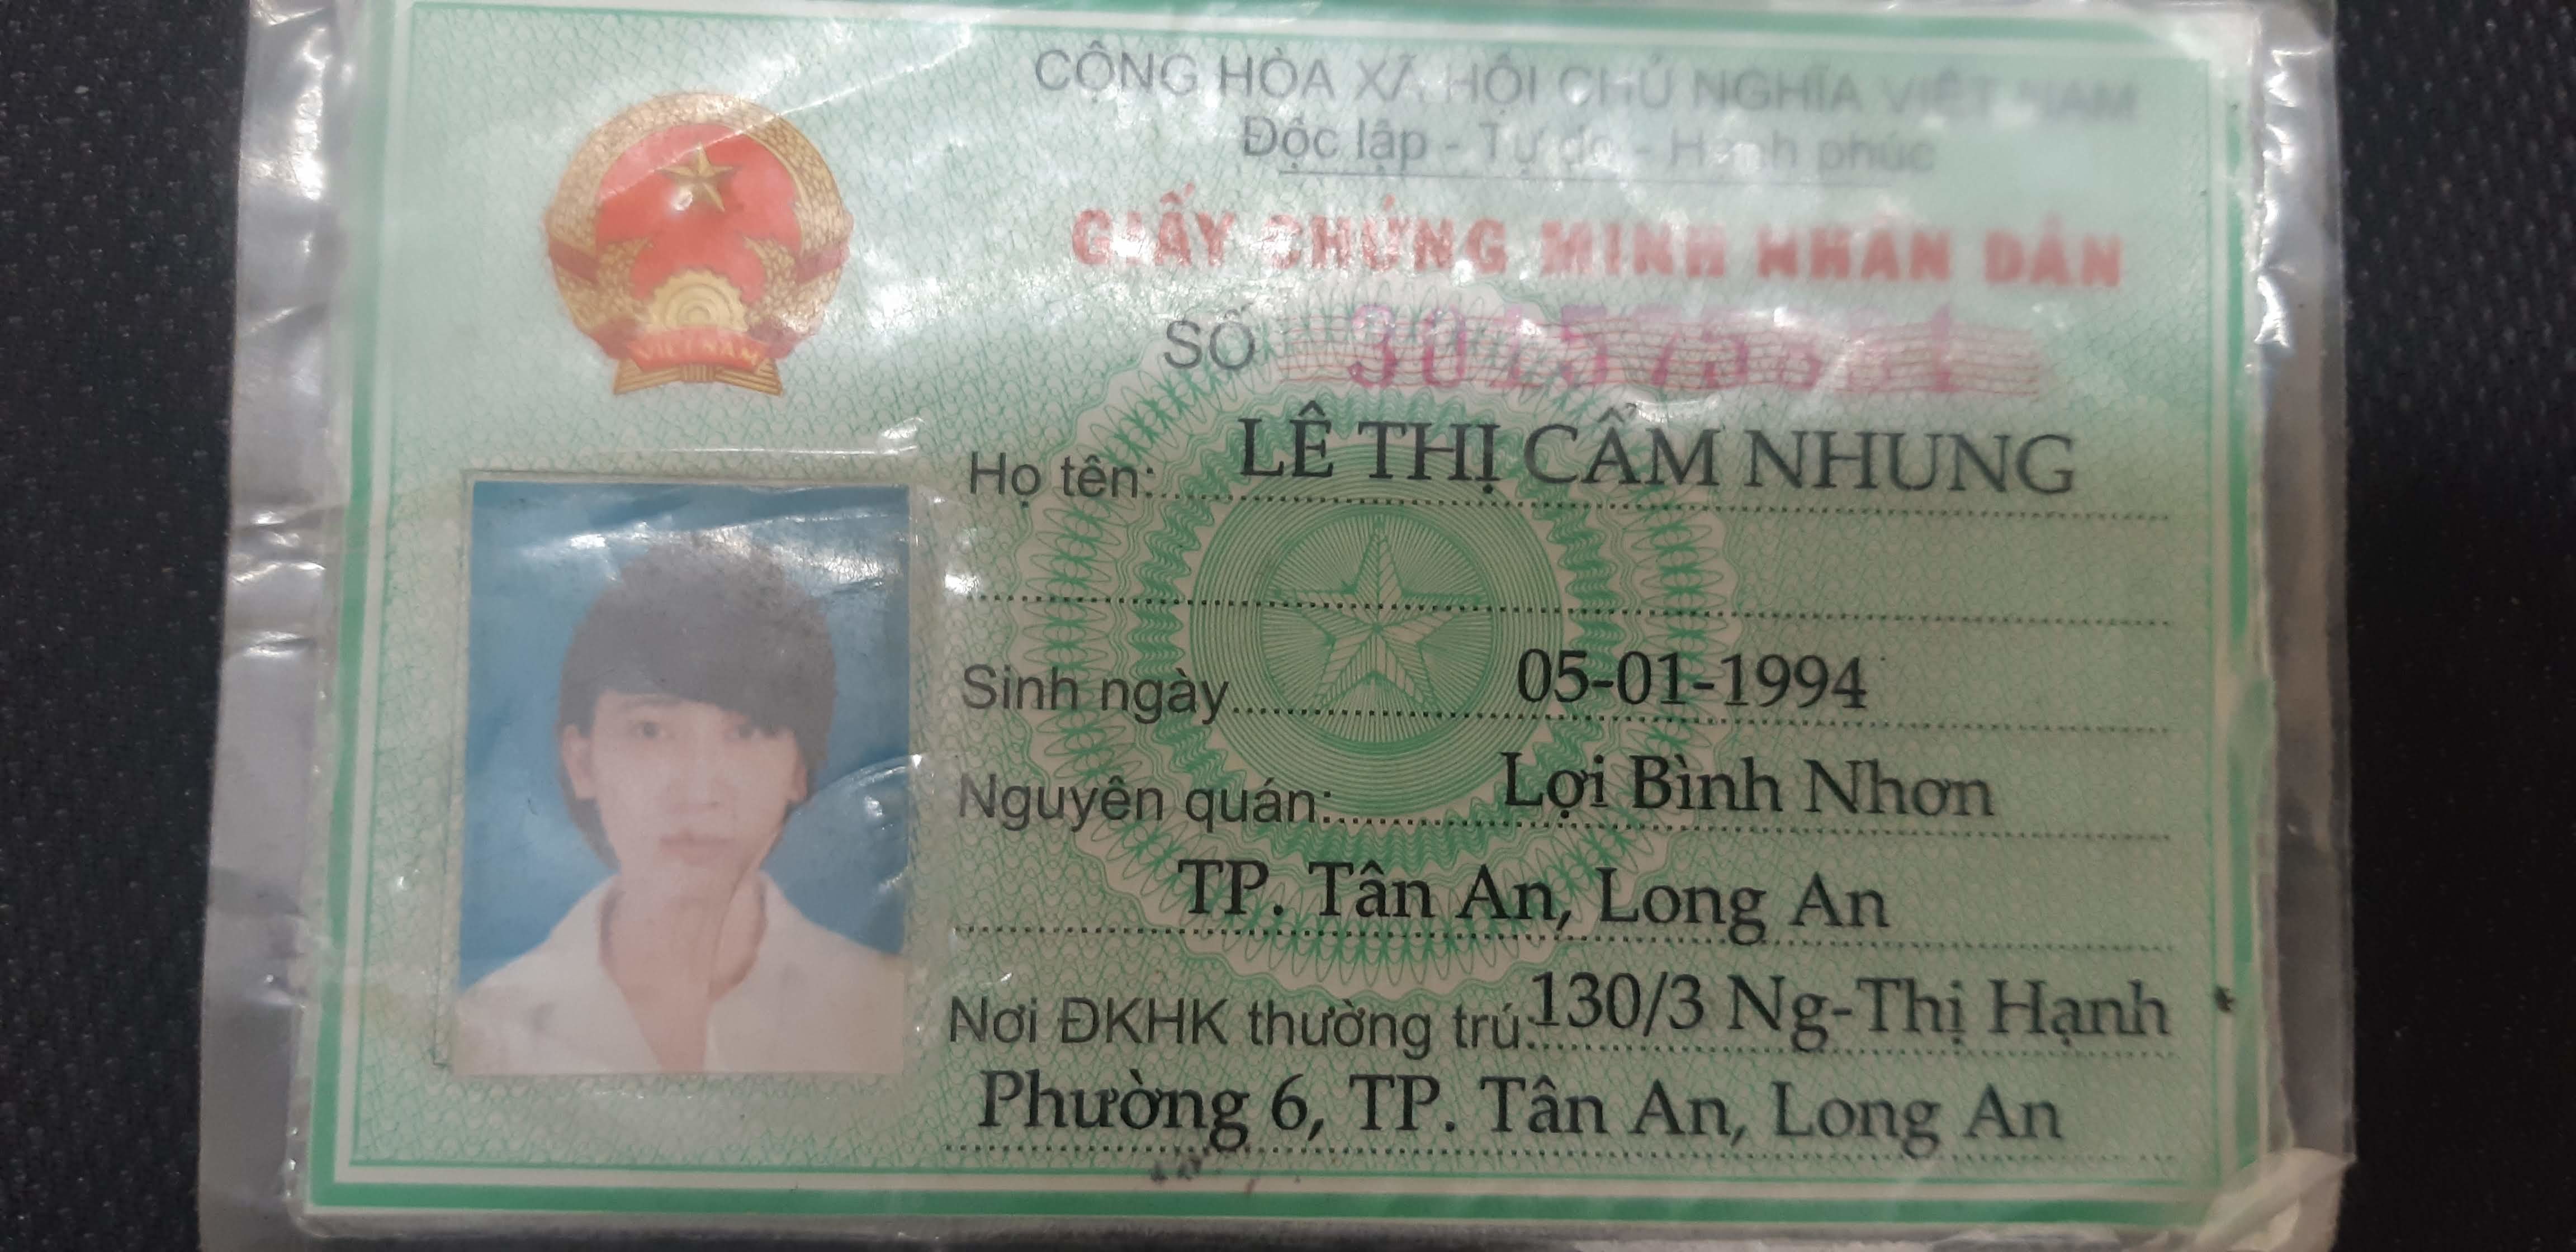 CỘNG HÒA XÃ HỘI CHỦ NGHĨA VIỆT NAM
Độc lập - Tự do - Hạnh phúc
GIẤY CHỨNG MINH NHÂN DÂN
SỐ
Họ tên: LÊ THỊ CẨM NHUNG
Sinh ngày 05-01-1994
Nguyên quán: Lợi Bình Nhơn
TP. Tân An, Long An
Nơi ĐKHK thường trú: 130/3 Ng-Thị Hạnh
Phường 6, TP. Tân An, Long An
VIỆT NAM